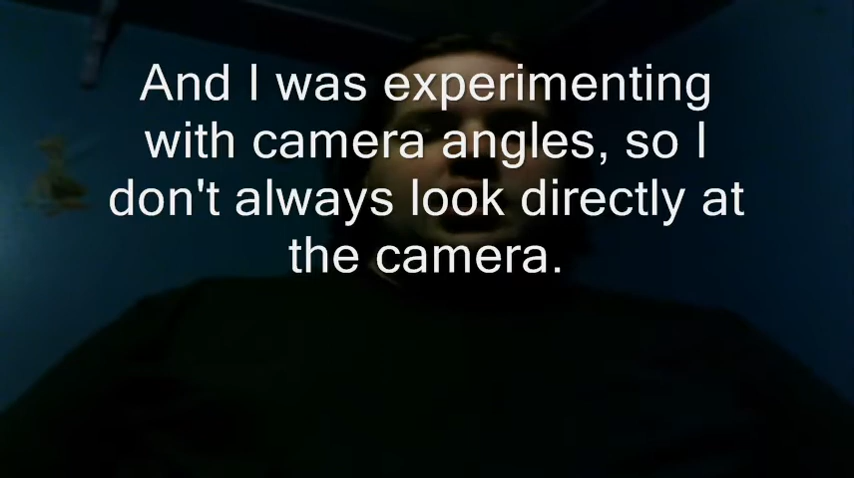 And I was experimenting
with camera angles, so I
don't always look directly at
the camera.